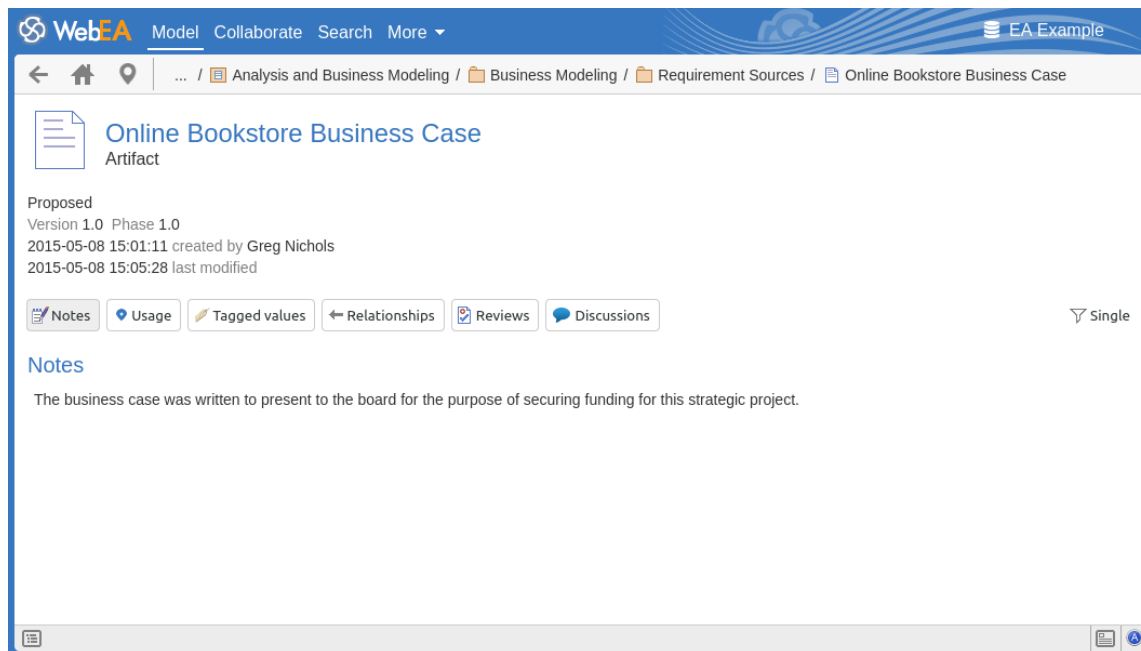 WebEA Model Collaborate Search More EA Example
... / Analysis and Business Modeling / Business Modeling / Requirement Sources / Online Bookstore Business Case
Online Bookstore Business Case
Artifact
Proposed
Version 1.0 Phase 1.0
2015-05-08 15:01:11 created by Greg Nichols
2015-05-08 15:05:28 last modified
Notes Usage Tagged values Relationships Reviews Discussions Single
Notes
The business case was written to present to the board for the purpose of securing funding for this strategic project.
A